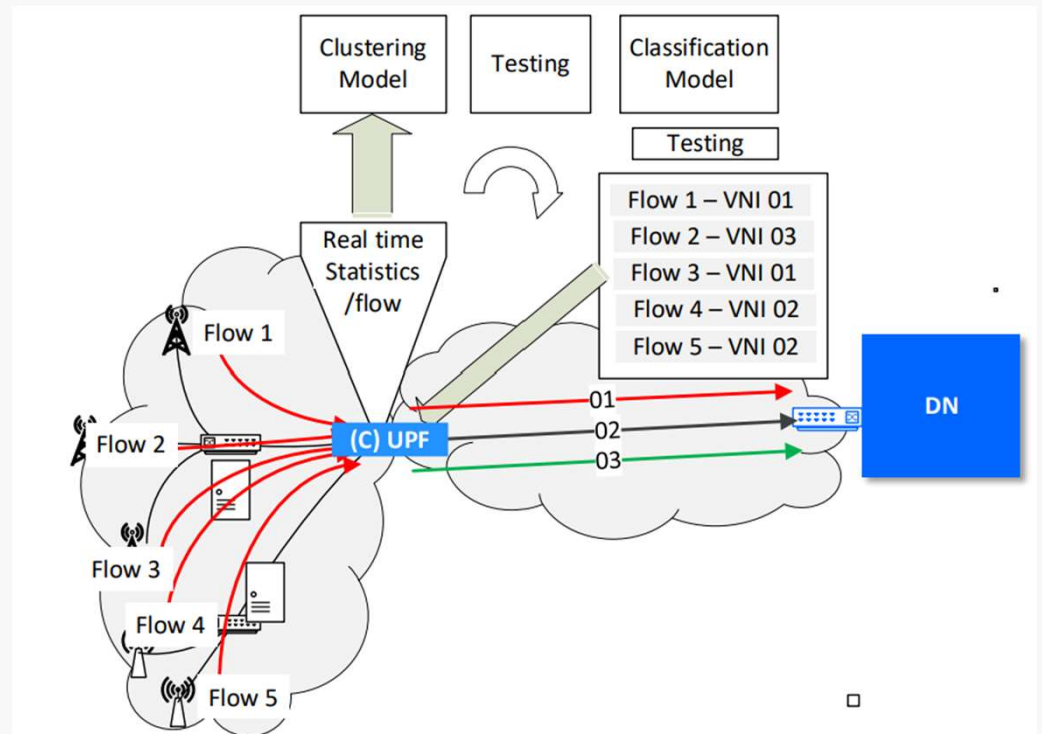 Clustering
Model
Testing
Classification
Model
Testing
Flow 1 – VNI 01
Flow 2 – VNI 03
Flow 3 – VNI 01
Flow 4 – VNI 02
Flow 5 – VNI 02
Real time
Statistics
/flow
Flow 1
Flow 2
Flow 3
Flow 4
Flow 5
(C) UPF
01
02
03
DN